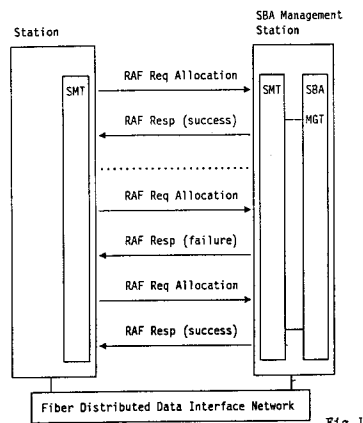 SBA Management
Station
Station
SMT
SMT
SBA
MGT
RAF Req Allocation
RAF Resp (success)
RAF Req Allocation
RAF Resp (failure)
RAF Req Allocation
RAF Resp (success)
Fiber Distributed Data Interface Network